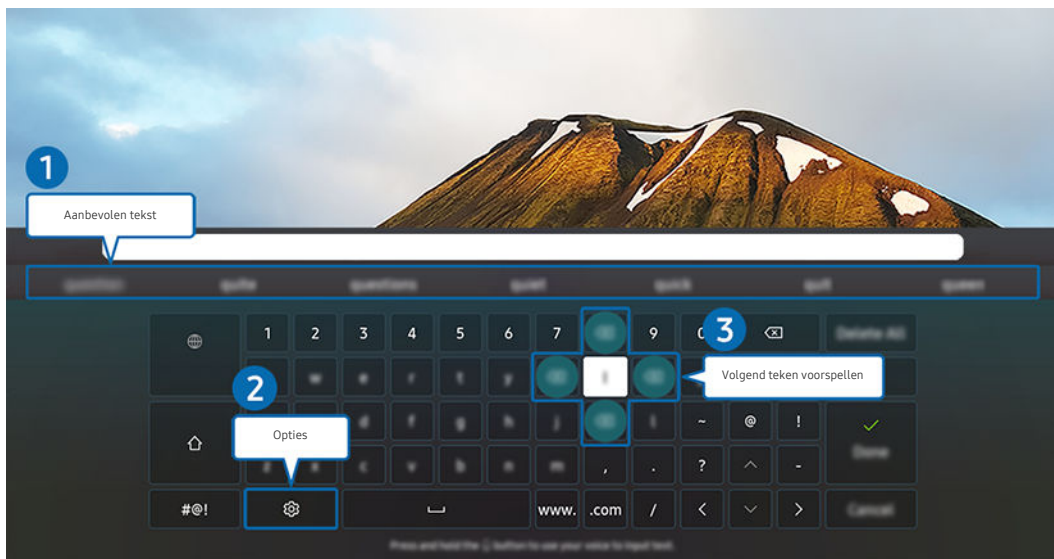 1
Aanbevolen tekst
question quite questions quiet quick quit queen
1 2 3 4 5 6 7 9 0 3 Delete All
w e r t y Volgend teken voorspellen
2
Opties
d f g h j l ~ @ !
Done
z x c v b n m , . ? ^ -
#@! www. .com / < >
Cancel
Press and hold the button to use your voice to input text.